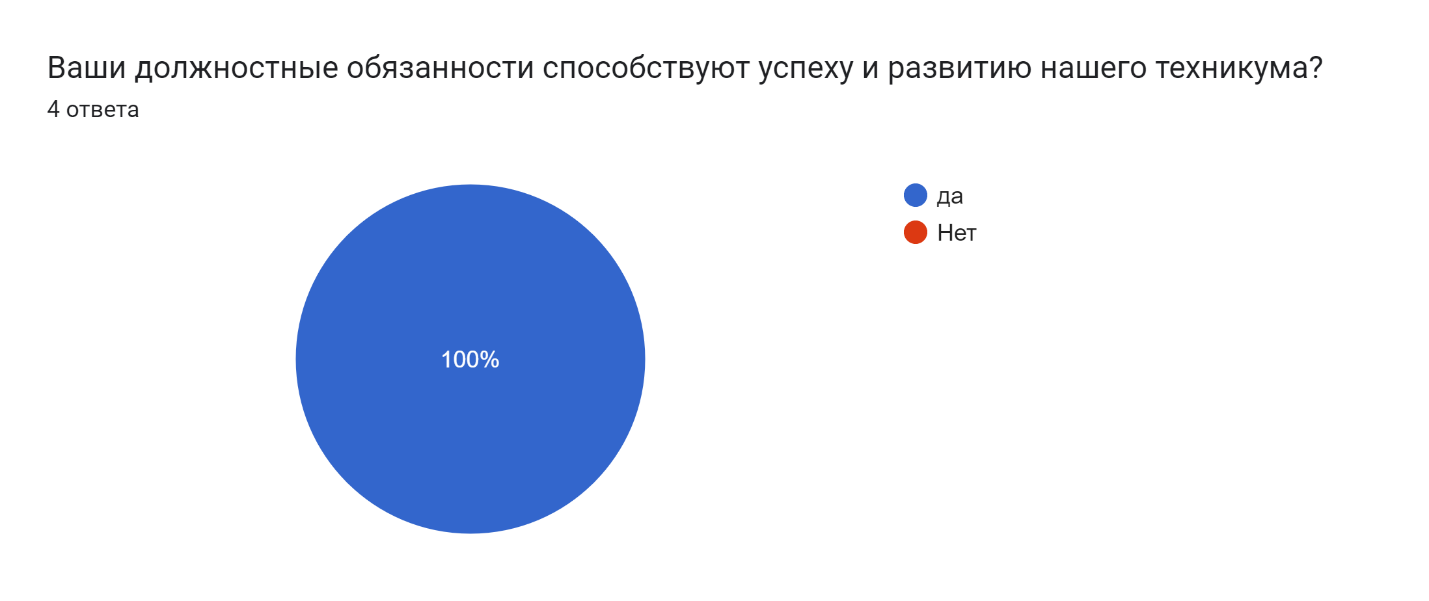 Ваши должностные обязанности способствуют успеху и развитию нашего техникума?
4 ответа
да
Нет
100%